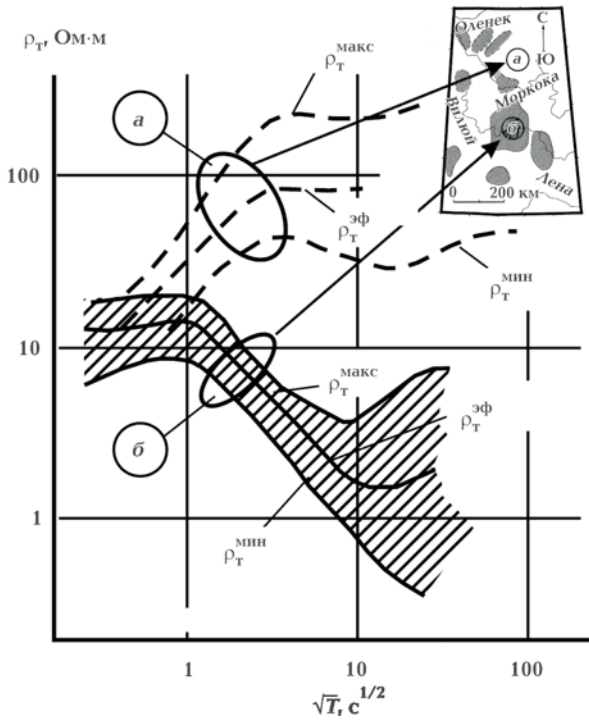 ρт, Ом·м
100
10
1
1
10
100
√T, с^1/2
а
б
ρт^макс
ρт^эф
ρт^мин
ρт^макс
ρт^эф
ρт^мин
Оленек
С
Ю
а
Моркока
Вилюй
б
Лена
0 200 км